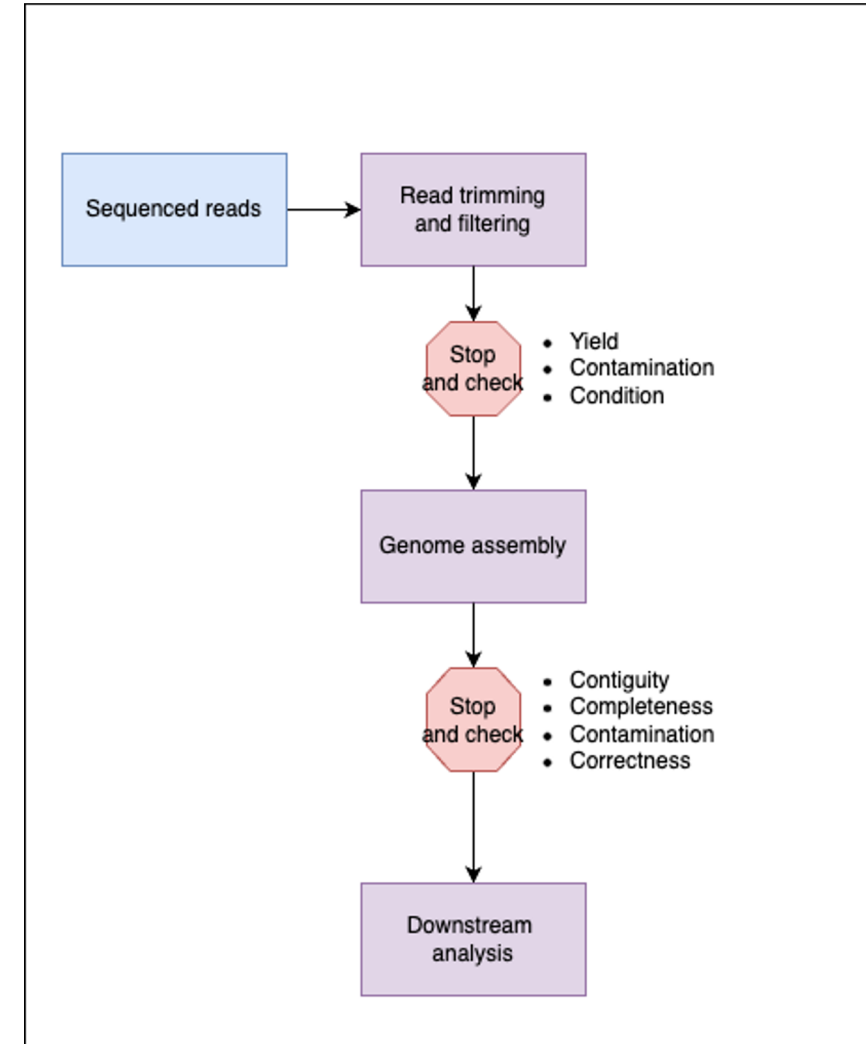 Sequenced reads
Read trimming
and filtering
Stop
and check
• Yield
• Contamination
• Condition
Genome assembly
Stop
and check
• Contiguity
• Completeness
• Contamination
• Correctness
Downstream
analysis